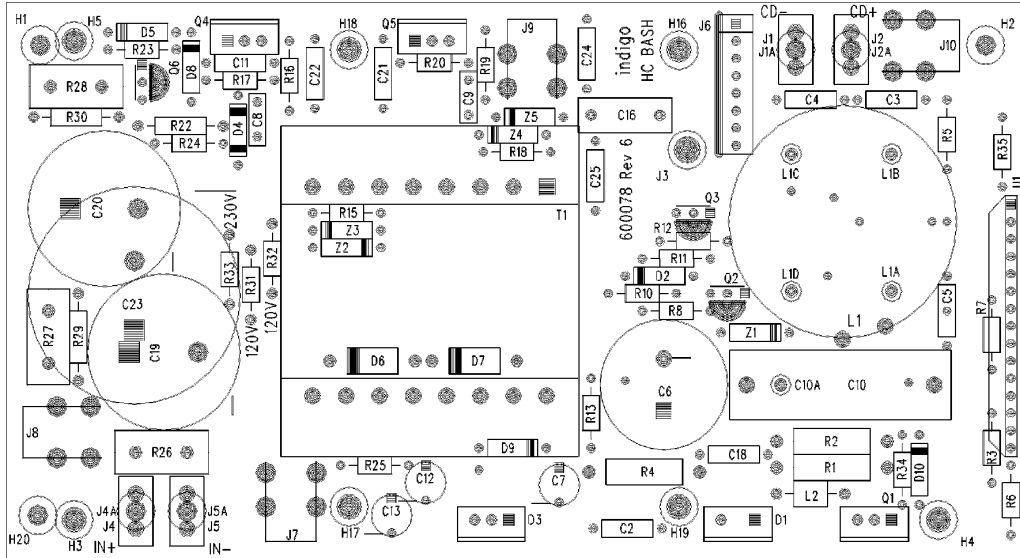 H1
H5
D5
Q4
H18
Q5
J9
C24
H16
J6
CD-
CD+
J1
J1A
J2
J2A
J10
H2
R23
Q6
D8
C11
R17
R16
C22
C21
R20
R19
C9
indigo
HC BASH
R28
R30
R22
R24
D4
C8
Z5
Z4
R18
C16
C4
C3
R5
R35
J3
C25
600078 Rev 6
L1C
L1B
U1
C20
230V
T1
R15
Z3
Z2
Q3
R12
R11
D2
R10
Q2
R8
L1D
L1A
C5
R33
R31
R32
120V
120V
C23
C19
R27
R29
Z1
L1
R7
D6
D7
C6
C10A
C10
J8
R26
R13
D9
R25
C12
C7
C13
R4
C18
R2
R1
L2
R34
D10
R3
R6
J4A
J4
J5A
J5
H20
H3
IN+
IN-
J7
H17
D3
C2
H19
D1
Q1
H4